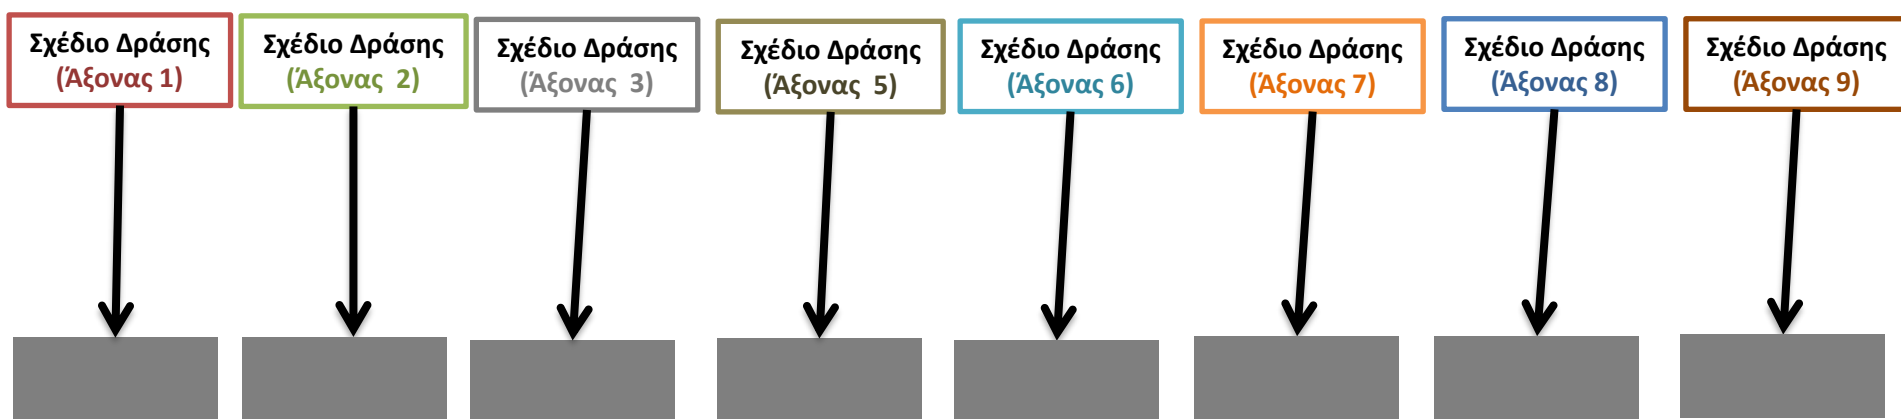 Σχέδιο Δράσης
(Άξονας 1)
Σχέδιο Δράσης
(Άξονας 2)
Σχέδιο Δράσης
(Άξονας 3)
Σχέδιο Δράσης
(Άξονας 5)
Σχέδιο Δράσης
(Άξονας 6)
Σχέδιο Δράσης
(Άξονας 7)
Σχέδιο Δράσης
(Άξονας 8)
Σχέδιο Δράσης
(Άξονας 9)